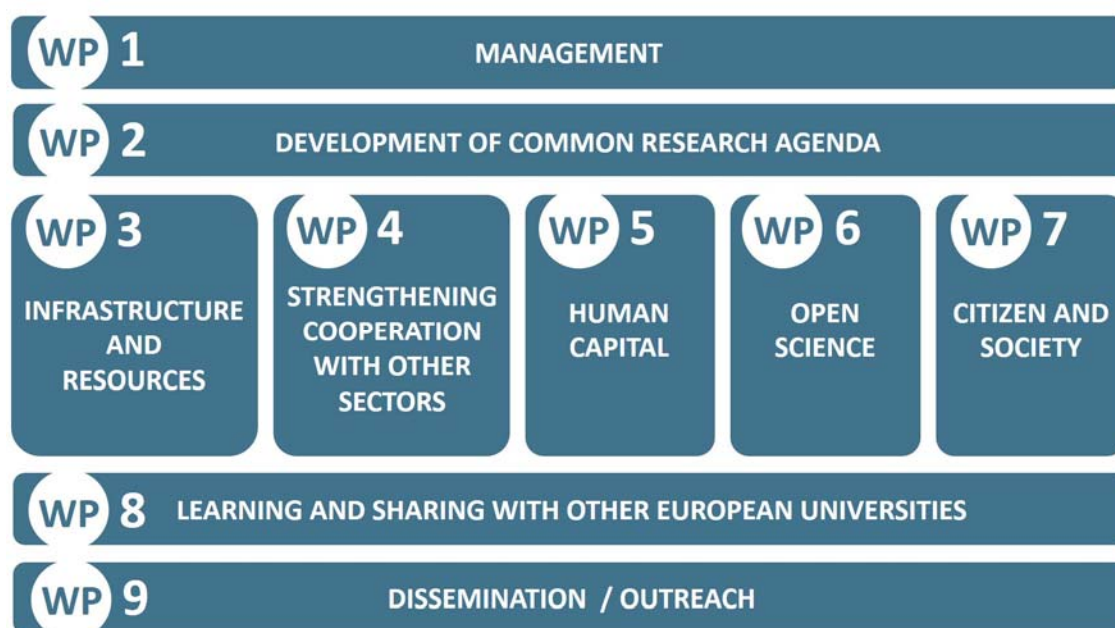 WP 1 MANAGEMENT
WP 2 DEVELOPMENT OF COMMON RESEARCH AGENDA
WP 3
INFRASTRUCTURE
AND
RESOURCES
WP 4
STRENGTHENING
COOPERATION
WITH OTHER
SECTORS
WP 5
HUMAN
CAPITAL
WP 6
OPEN
SCIENCE
WP 7
CITIZEN AND
SOCIETY
WP 8 LEARNING AND SHARING WITH OTHER EUROPEAN UNIVERSITIES
WP 9 DISSEMINATION / OUTREACH